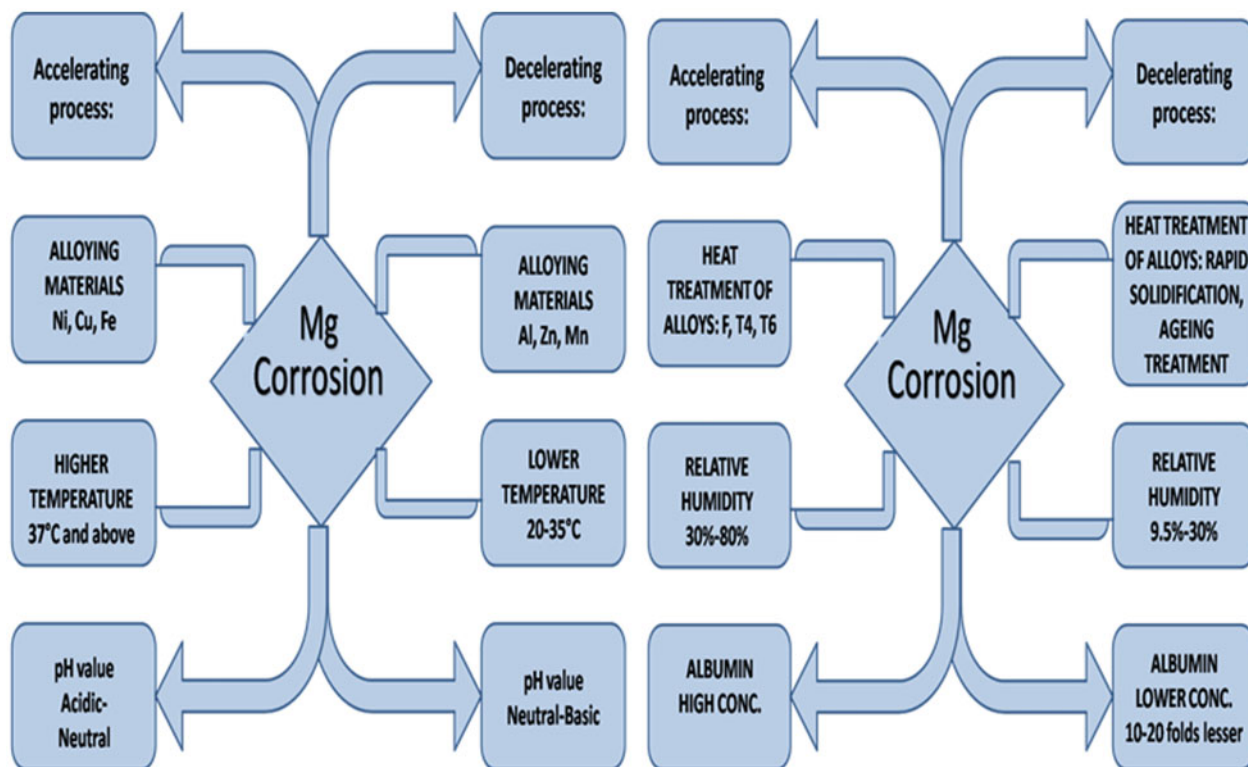 Accelerating
process:
Decelerating
process:
ALLOYING
MATERIALS
Ni, Cu, Fe
ALLOYING
MATERIALS
Al, Zn, Mn
Mg
Corrosion
HIGHER
TEMPERATURE
37°C and above
LOWER
TEMPERATURE
20-35°C
pH value
Acidic-
Neutral
pH value
Neutral-Basic
Accelerating
process:
Decelerating
process:
HEAT
TREATMENT OF
ALLOYS: F, T4, T6
HEAT TREATMENT
OF ALLOYS: RAPID
SOLIDIFICATION,
AGEING
TREATMENT
Mg
Corrosion
RELATIVE
HUMIDITY
30%-80%
RELATIVE
HUMIDITY
9.5%-30%
ALBUMIN
HIGH CONC.
ALBUMIN
LOWER CONC.
10-20 folds lesser